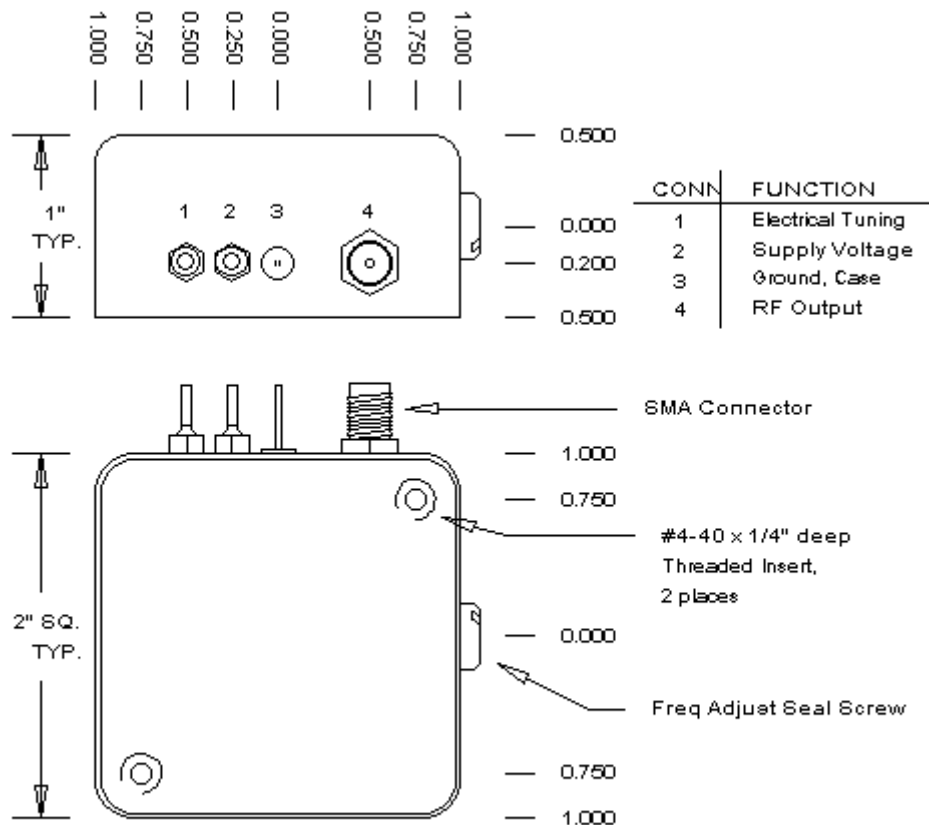 1.000
0.750
0.500
0.250
0.000
0.500
0.750
1.000
0.500
0.000
0.200
0.500
1"
TYP.
1 2 3 4
CONN FUNCTION
1 Electrical Tuning
2 Supply Voltage
3 Ground, Case
4 RF Output
SMA Connector
1.000
0.750
#4-40 x 1/4" deep
Threaded Insert,
2 places
2" SQ.
TYP.
0.000
Freq Adjust Seal Screw
0.750
1.000